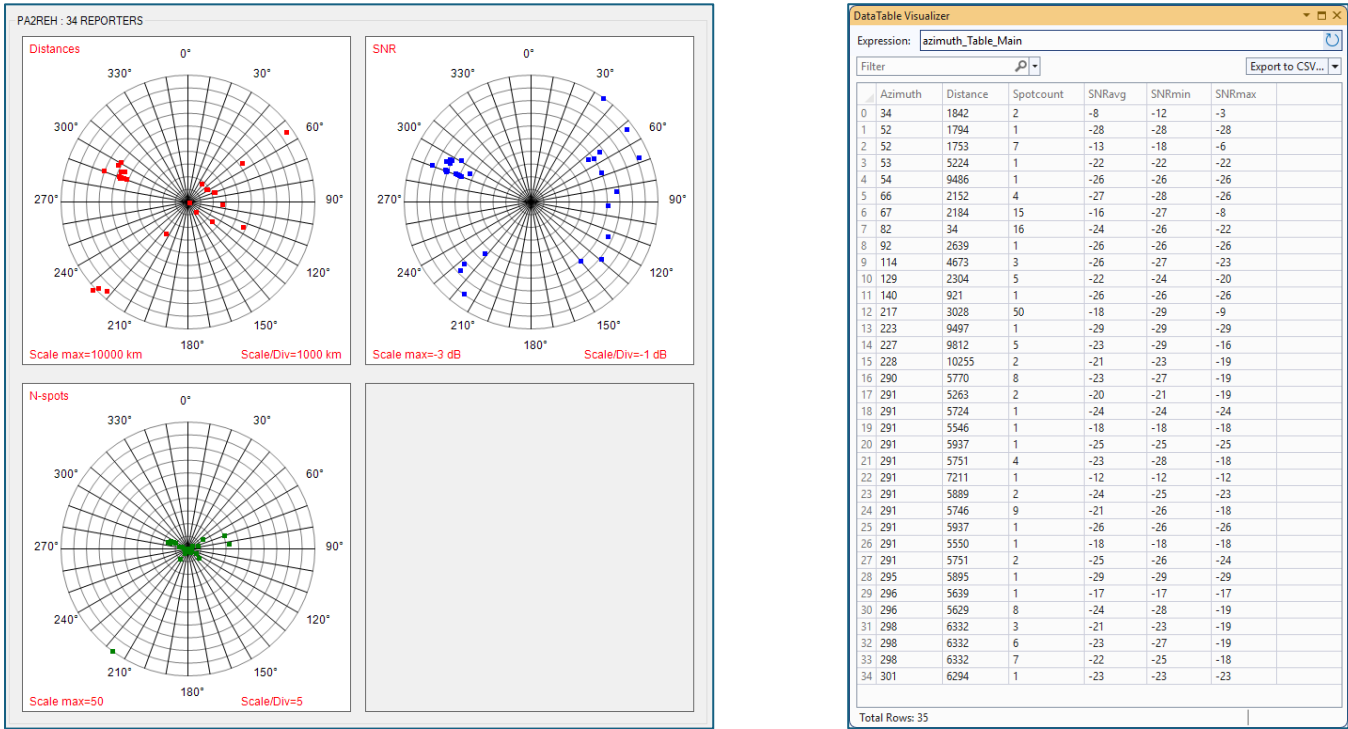 PA2REH : 34 REPORTERS
Distances
0°
30°
60°
90°
120°
150°
180°
210°
240°
270°
300°
330°
Scale max=10000 km
Scale/Div=1000 km
SNR
0°
30°
60°
90°
120°
150°
180°
210°
240°
270°
300°
330°
Scale max=-3 dB
Scale/Div=-1 dB
N-spots
0°
30°
60°
90°
120°
150°
180°
210°
240°
270°
300°
330°
Scale max=50
Scale/Div=5
DataTable Visualizer
Expression: azimuth_Table_Main
Filter
Export to CSV...
Azimuth Distance Spotcount SNRavg SNRmin SNRmax
0 34 1842 2 -8 -12 -3
1 52 1794 1 -28 -28 -28
2 52 1753 7 -13 -18 -6
3 53 5224 1 -22 -22 -22
4 54 9486 1 -26 -26 -26
5 66 2152 4 -27 -28 -26
6 67 2184 15 -16 -27 -8
7 82 34 16 -24 -26 -22
8 92 2639 1 -26 -26 -26
9 114 4673 3 -26 -27 -23
10 129 2304 5 -22 -24 -20
11 140 921 1 -26 -26 -26
12 217 3028 50 -18 -29 -9
13 223 9497 1 -29 -29 -29
14 227 9812 5 -23 -29 -16
15 228 10255 2 -21 -23 -19
16 290 5770 8 -23 -27 -19
17 291 5263 2 -20 -21 -19
18 291 5724 1 -24 -24 -24
19 291 5546 1 -18 -18 -18
20 291 5937 1 -25 -25 -25
21 291 5751 4 -23 -28 -18
22 291 7211 1 -12 -12 -12
23 291 5889 2 -24 -25 -23
24 291 5746 9 -21 -26 -18
25 291 5937 1 -26 -26 -26
26 291 5550 1 -18 -18 -18
27 291 5751 2 -25 -26 -24
28 295 5895 1 -29 -29 -29
29 296 5639 1 -17 -17 -17
30 296 5629 8 -24 -28 -19
31 298 6332 3 -21 -23 -19
32 298 6332 6 -23 -27 -19
33 298 6332 7 -22 -25 -18
34 301 6294 1 -23 -23 -23
Total Rows: 35